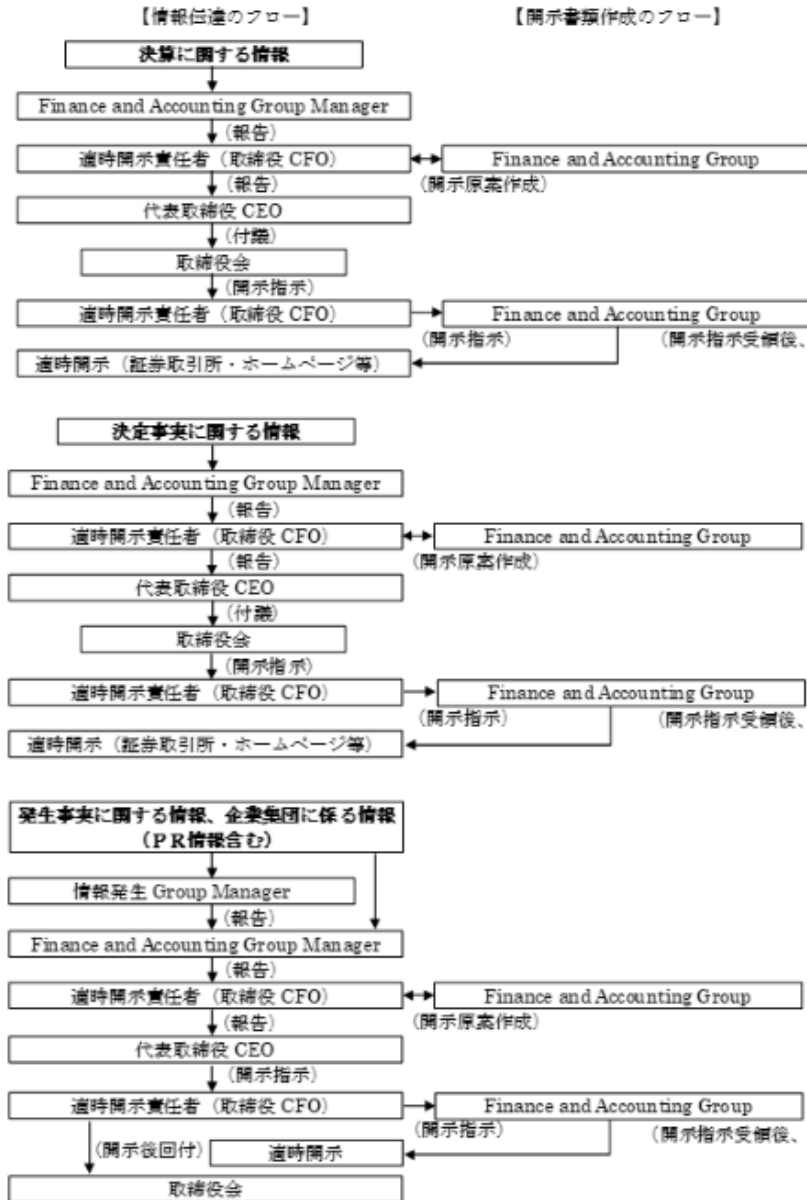 【情報伝達のフロー】
【開示書類作成のフロー】
決算に関する情報
Finance and Accounting Group Manager
(報告)
適時開示責任者（取締役 CFO） Finance and Accounting Group
(報告) (開示原案作成)
代表取締役 CEO
(付議)
取締役会
(開示指示)
適時開示責任者（取締役 CFO） Finance and Accounting Group
(開示指示) (開示指示受領後、
適時開示（証券取引所・ホームページ等）
決定事実に関する情報
Finance and Accounting Group Manager
(報告)
適時開示責任者（取締役 CFO） Finance and Accounting Group
(報告) (開示原案作成)
代表取締役 CEO
(付議)
取締役会
(開示指示)
適時開示責任者（取締役 CFO） Finance and Accounting Group
(開示指示) (開示指示受領後、
適時開示（証券取引所・ホームページ等）
発生事実に関する情報、企業集団に係る情報
（ＰＲ情報含む）
情報発生 Group Manager
(報告)
Finance and Accounting Group Manager
(報告)
適時開示責任者（取締役 CFO） Finance and Accounting Group
(報告) (開示原案作成)
代表取締役 CEO
(開示指示)
適時開示責任者（取締役 CFO） Finance and Accounting Group
(開示指示) (開示指示受領後、
(開示後回付) 適時開示
取締役会